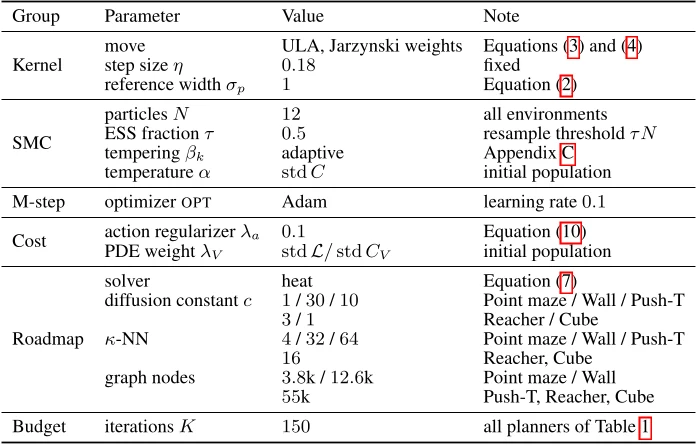 Group Parameter Value Note
Kernel move ULA, Jarzynski weights Equations (3) and (4)
step size η 0.18 fixed
reference width σp 1 Equation (2)
SMC particles N 12 all environments
ESS fraction τ 0.5 resample threshold τN
tempering βk adaptive Appendix C
temperature α std C initial population
M-step optimizer OPT Adam learning rate 0.1
Cost action regularizer λa 0.1 Equation (10)
PDE weight λV std L/ std CV initial population
Roadmap solver heat Equation (7)
diffusion constant c 1 / 30 / 10 Point maze / Wall / Push-T
3 / 1 Reacher / Cube
κ-NN 4 / 32 / 64 Point maze / Wall / Push-T
16 Reacher, Cube
graph nodes 3.8k / 12.6k Point maze / Wall
55k Push-T, Reacher, Cube
Budget iterations K 150 all planners of Table 1